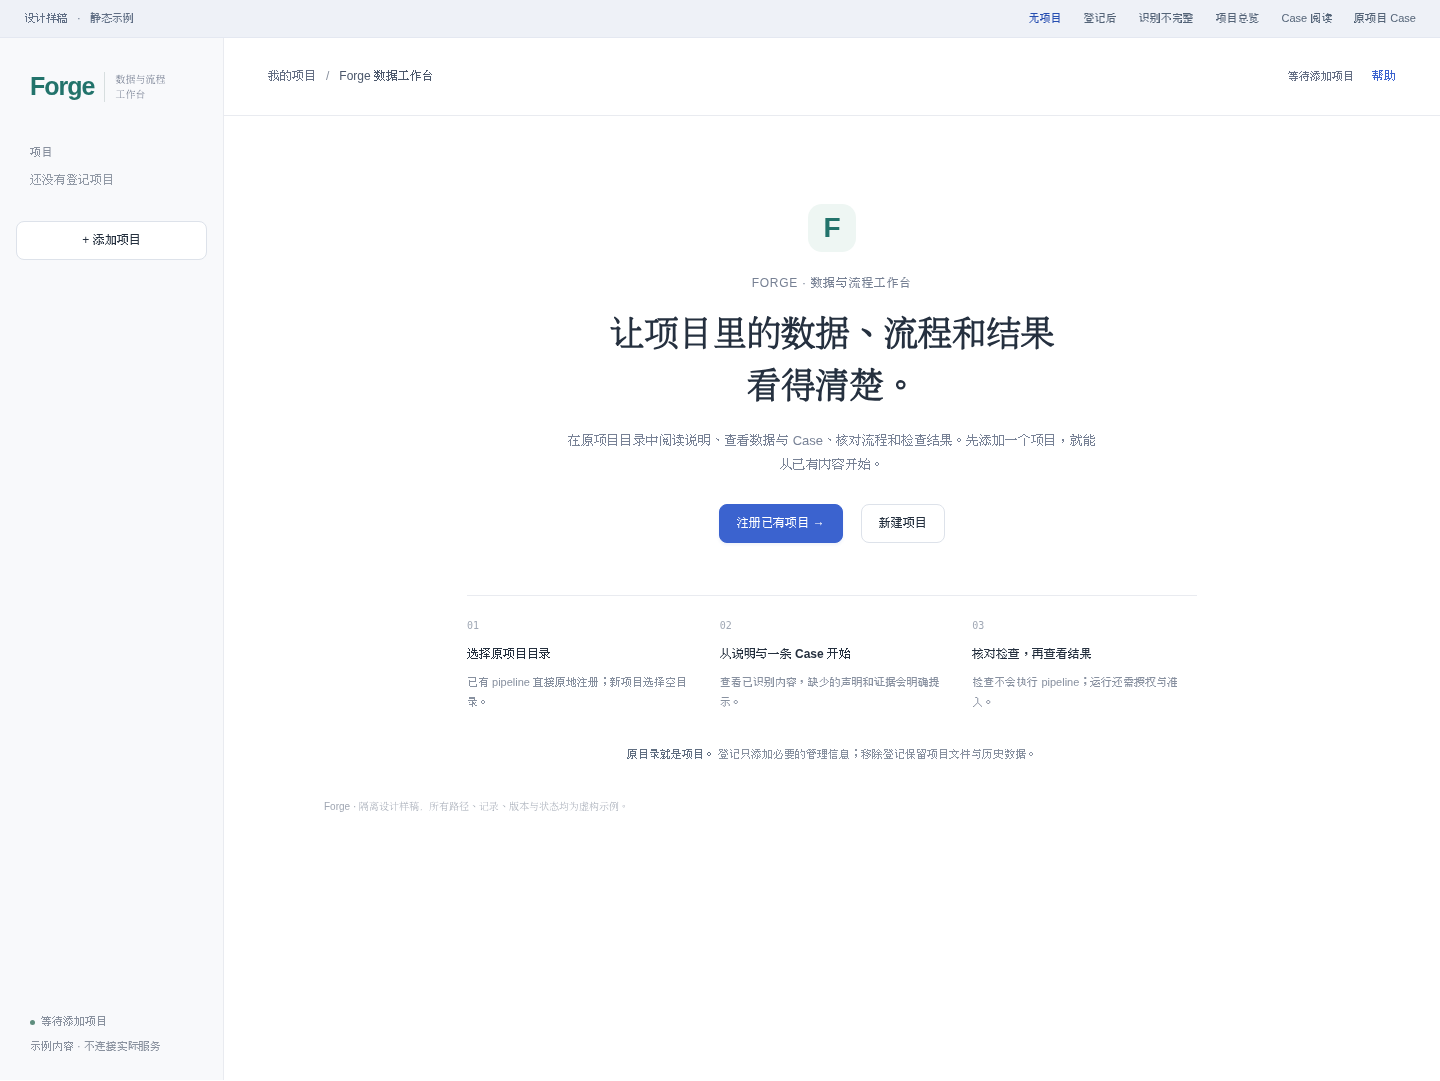 设计样稿 · 静态示例
无项目 登记后 识别不完整 项目总览 Case 阅读 原项目 Case
Forge
数据与流程
工作台
我的项目 / Forge 数据工作台
等待添加项目 帮助
项目
还没有登记项目
+ 添加项目
F
FORGE · 数据与流程工作台
让项目里的数据、流程和结果
看得清楚。
在原项目目录中阅读说明、查看数据与 Case、核对流程和检查结果。先添加一个项目，就能
从已有内容开始。
注册已有项目 →
新建项目
01
选择原项目目录
已有 pipeline 直接原地注册；新项目选择空目
录。
02
从说明与一条 Case 开始
查看已识别内容，缺少的声明和证据会明确提
示。
03
核对检查，再查看结果
检查不会执行 pipeline；运行还需授权与准
入。
原目录就是项目。 登记只添加必要的管理信息；移除登记保留项目文件与历史数据。
Forge · 隔离设计样稿。所有路径、记录、版本与状态均为虚构示例。
等待添加项目
示例内容 · 不连接实际服务